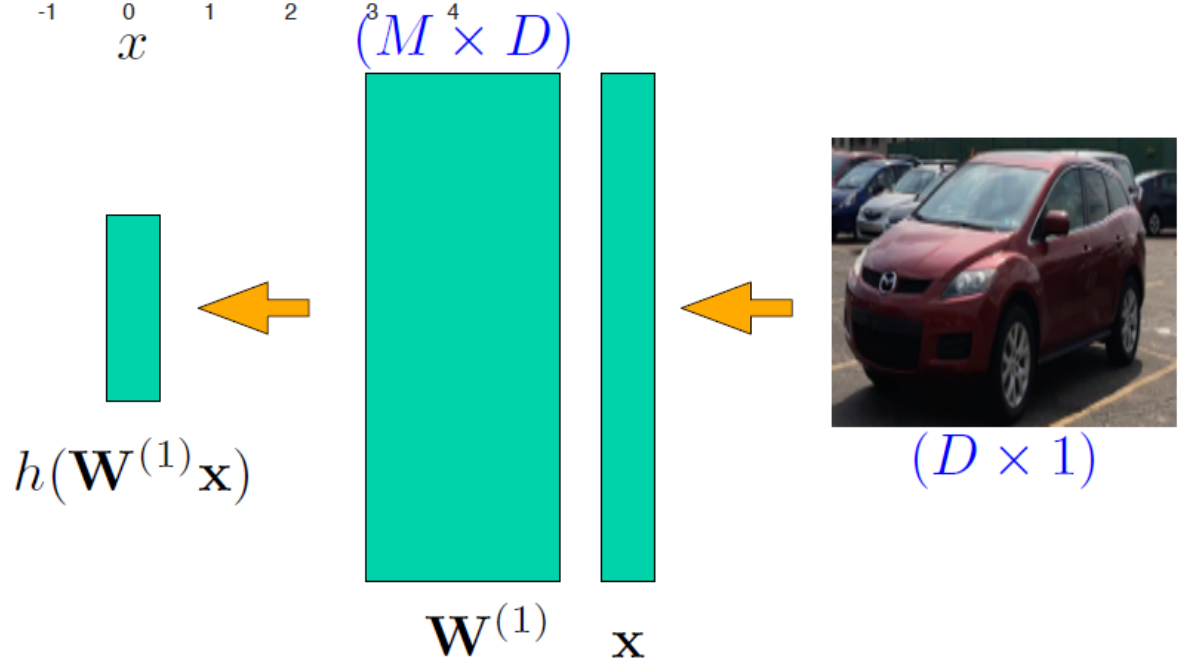 -1 0 1 2 3 4
x
(M × D)
h(W^{(1)}x)
(D × 1)
W^{(1)} x